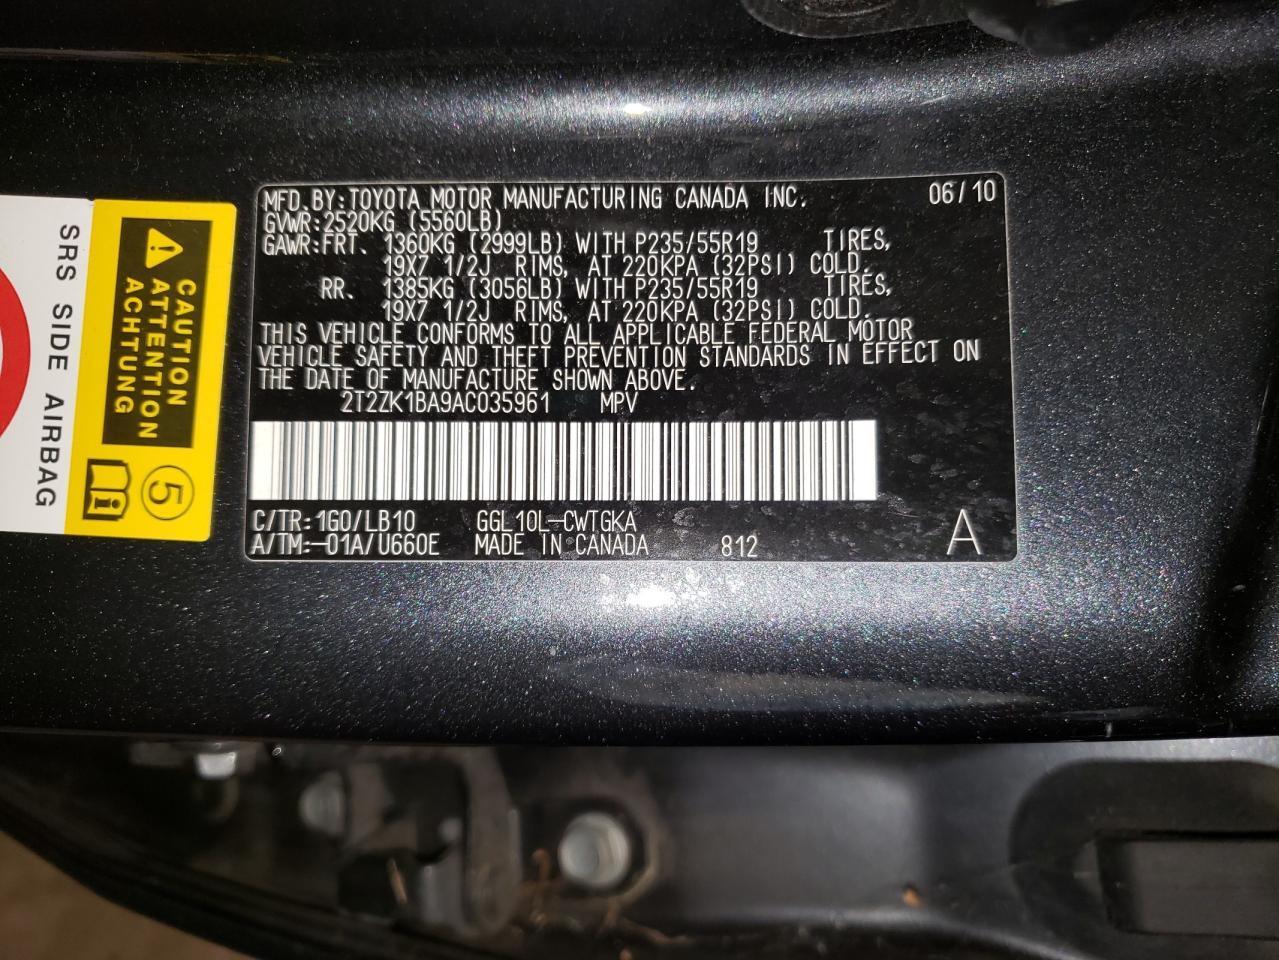 MFD.BY:TOYOTA MOTOR MANUFACTURING CANADA INC. 06/10
GVWR:2520KG (5560LB)
GAWR:FRT. 1360KG (2999LB) WITH P235/55R19 TIRES,
19X7 1/2J RIMS, AT 220KPA (32PSI) COLD.
RR. 1385KG (3056LB) WITH P235/55R19 TIRES,
19X7 1/2J RIMS, AT 220KPA (32PSI) COLD.
THIS VEHICLE CONFORMS TO ALL APPLICABLE FEDERAL MOTOR
VEHICLE SAFETY AND THEFT PREVENTION STANDARDS IN EFFECT ON
THE DATE OF MANUFACTURE SHOWN ABOVE.
2T2ZK1BA9AC035961 MPV
C/TR:1G0/LB10 GGL10L-CWTGKA
A/TM:-01A/U660E MADE IN CANADA 812 A
CAUTION
ATTENTION
ACHTUNG
5
SRS SIDE AIRBAG